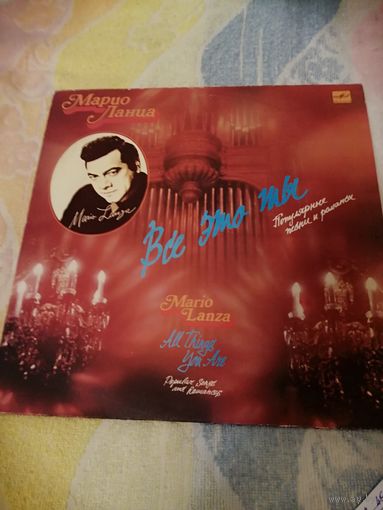 Марио
Ланца
Mario Lanza
Все это ты
Популярные
песни и романсы
Mario
Lanza
All Things
You Are
Popular Songs
and Romances